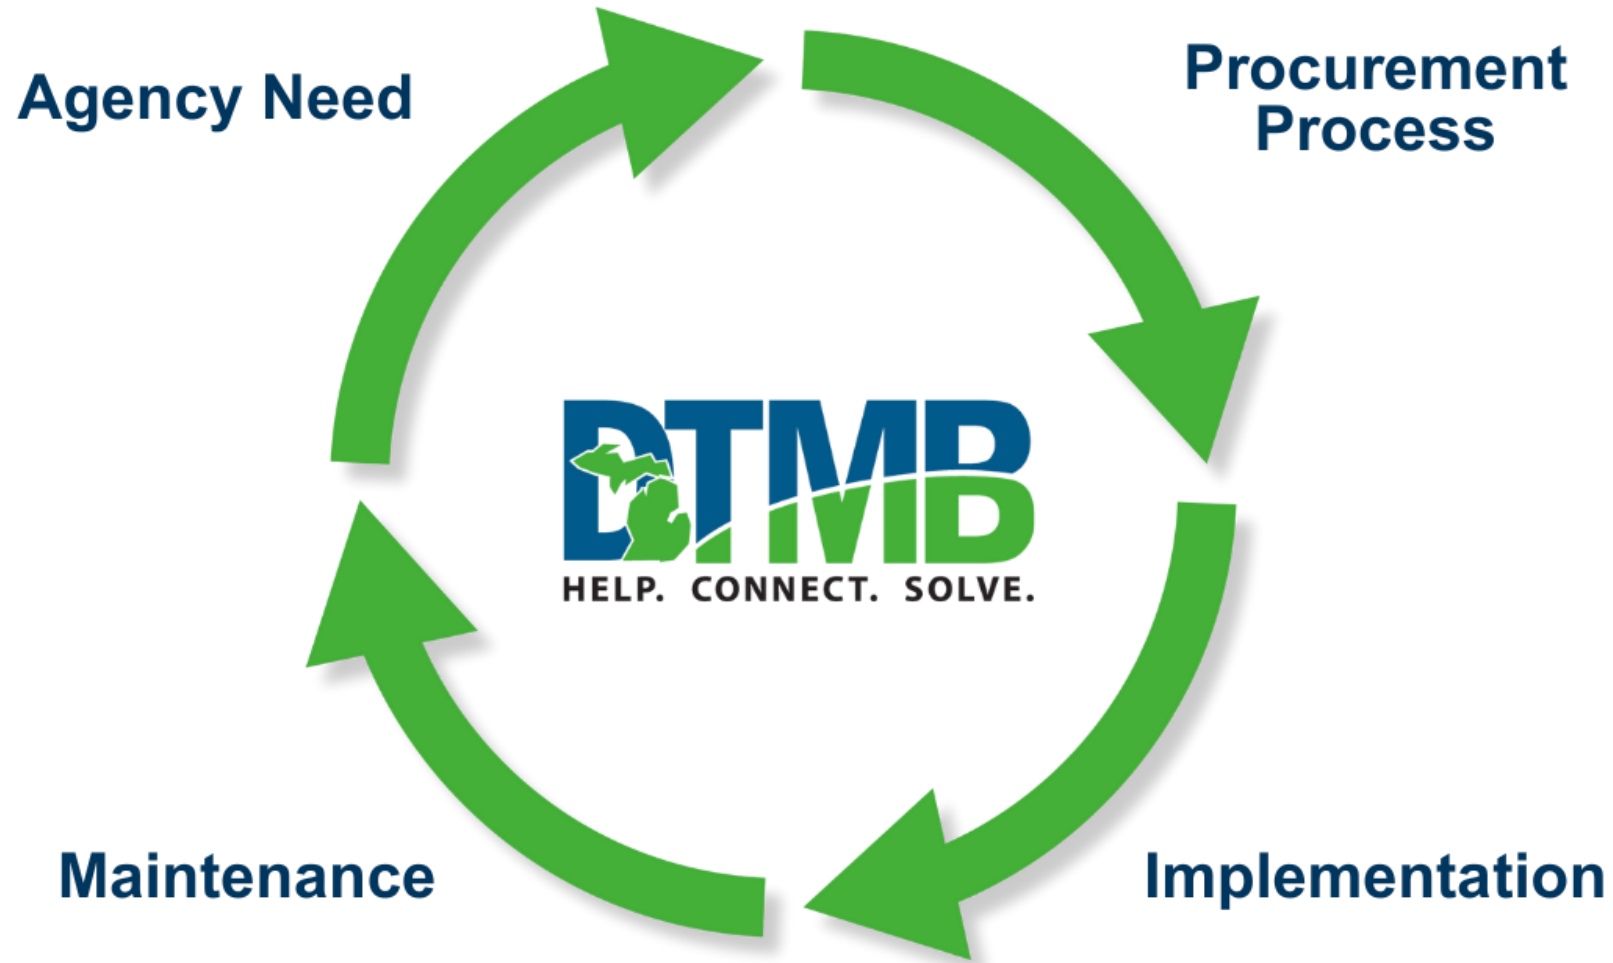 Agency Need
Procurement
Process
DTMB
HELP. CONNECT. SOLVE.
Maintenance
Implementation